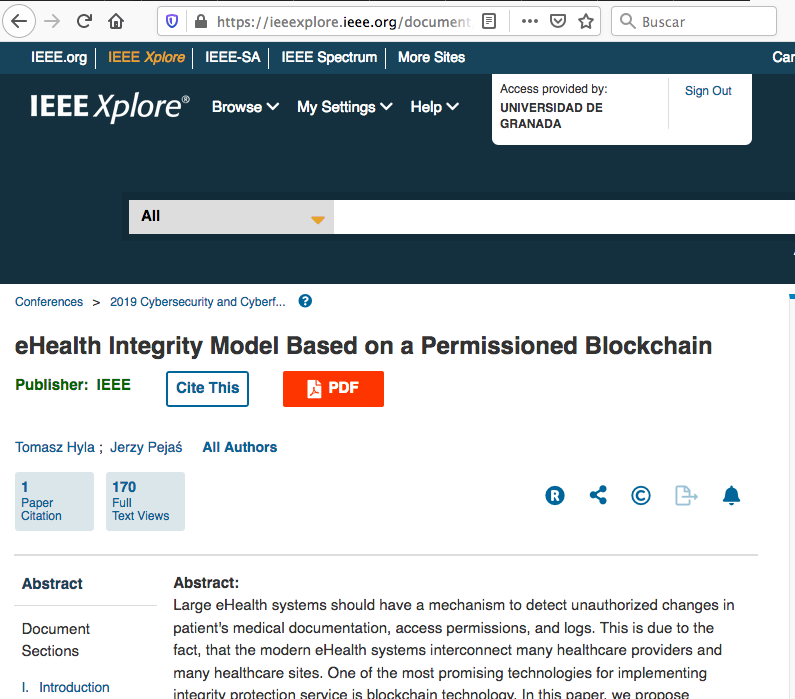 https://ieeexplore.ieee.org/document
Buscar
IEEE.org IEEE Xplore IEEE-SA IEEE Spectrum More Sites Car
IEEE Xplore® Browse My Settings Help
Access provided by:
UNIVERSIDAD DE
GRANADA
Sign Out
All
Conferences > 2019 Cybersecurity and Cyberf... ?
eHealth Integrity Model Based on a Permissioned Blockchain
Publisher: IEEE Cite This PDF
Tomasz Hyla ; Jerzy Pejaś All Authors
1
Paper
Citation
170
Full
Text Views
R ©
Abstract
Document
Sections
I. Introduction
Abstract:
Large eHealth systems should have a mechanism to detect unauthorized changes in
patient's medical documentation, access permissions, and logs. This is due to the
fact, that the modern eHealth systems interconnect many healthcare providers and
many healthcare sites. One of the most promising technologies for implementing
integrity protection service is blockchain technology. In this paper, we propose